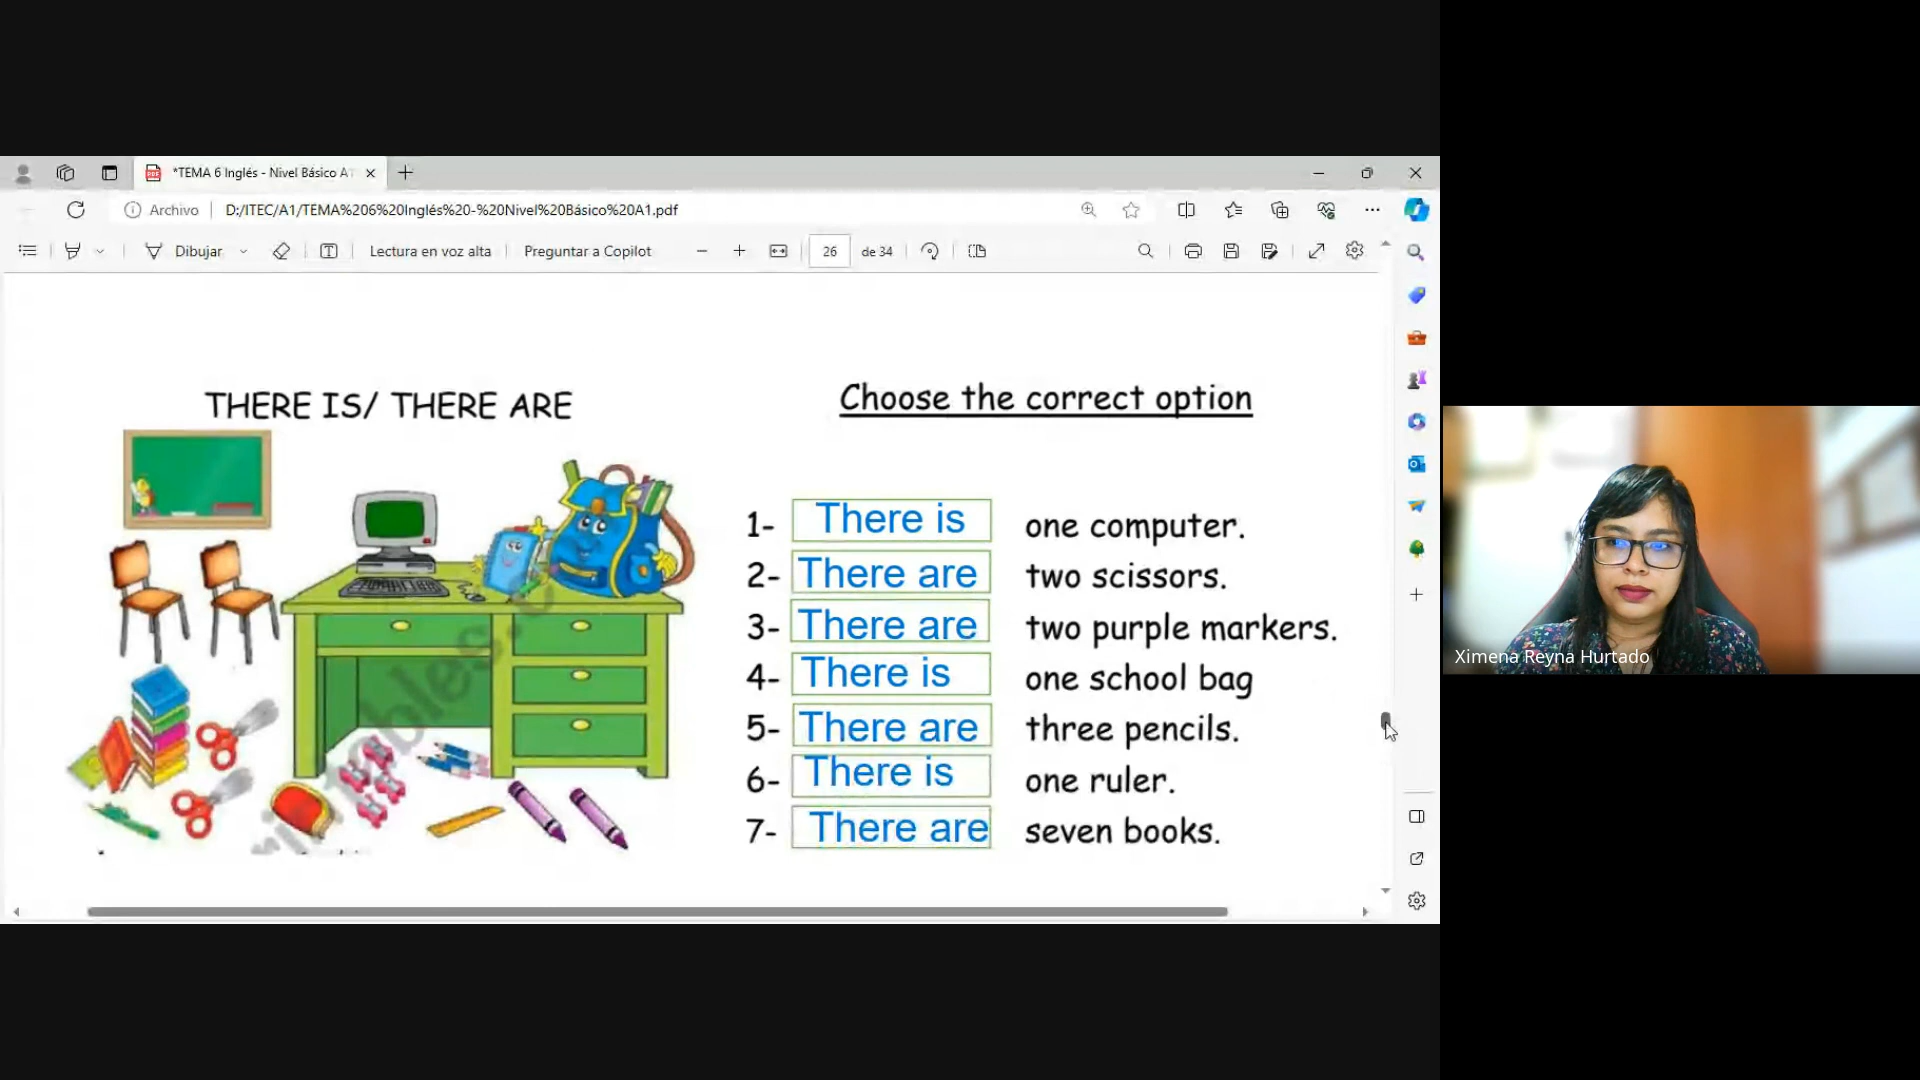 *TEMA 6 Inglés - Nivel Básico A1
Archivo D:/ITEC/A1/TEMA%206%20Inglés%20-%20Nivel%20Básico%20A1.pdf
Dibujar Lectura en voz alta Preguntar a Copilot 26 de 34
THERE IS/ THERE ARE
Choose the correct option
1- There is one computer.
2- There are two scissors.
3- There are two purple markers.
4- There is one school bag
5- There are three pencils.
6- There is one ruler.
7- There are seven books.
Ximena Reyna Hurtado